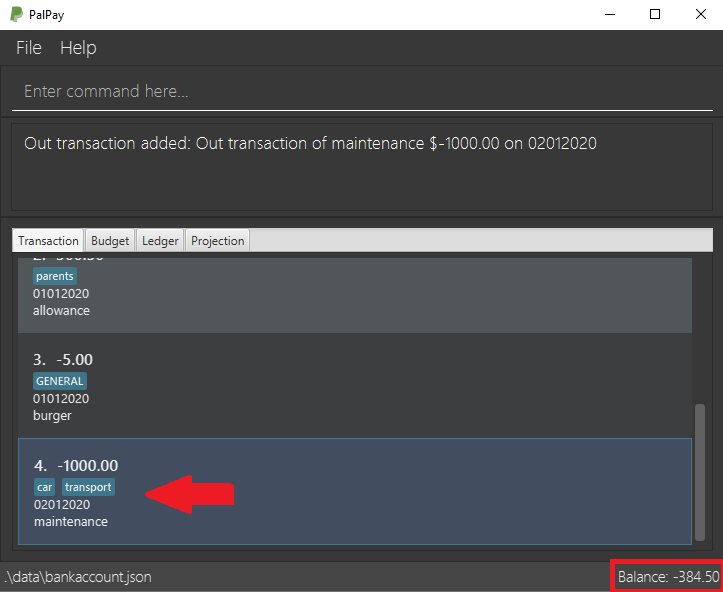 PalPay
File Help
Enter command here...
Out transaction added: Out transaction of maintenance $-1000.00 on 02012020
Transaction Budget Ledger Projection
parents
01012020
allowance
3. -5.00
GENERAL
01012020
burger
4. -1000.00
car transport
02012020
maintenance
.\data\bankaccount.json
Balance: -384.50